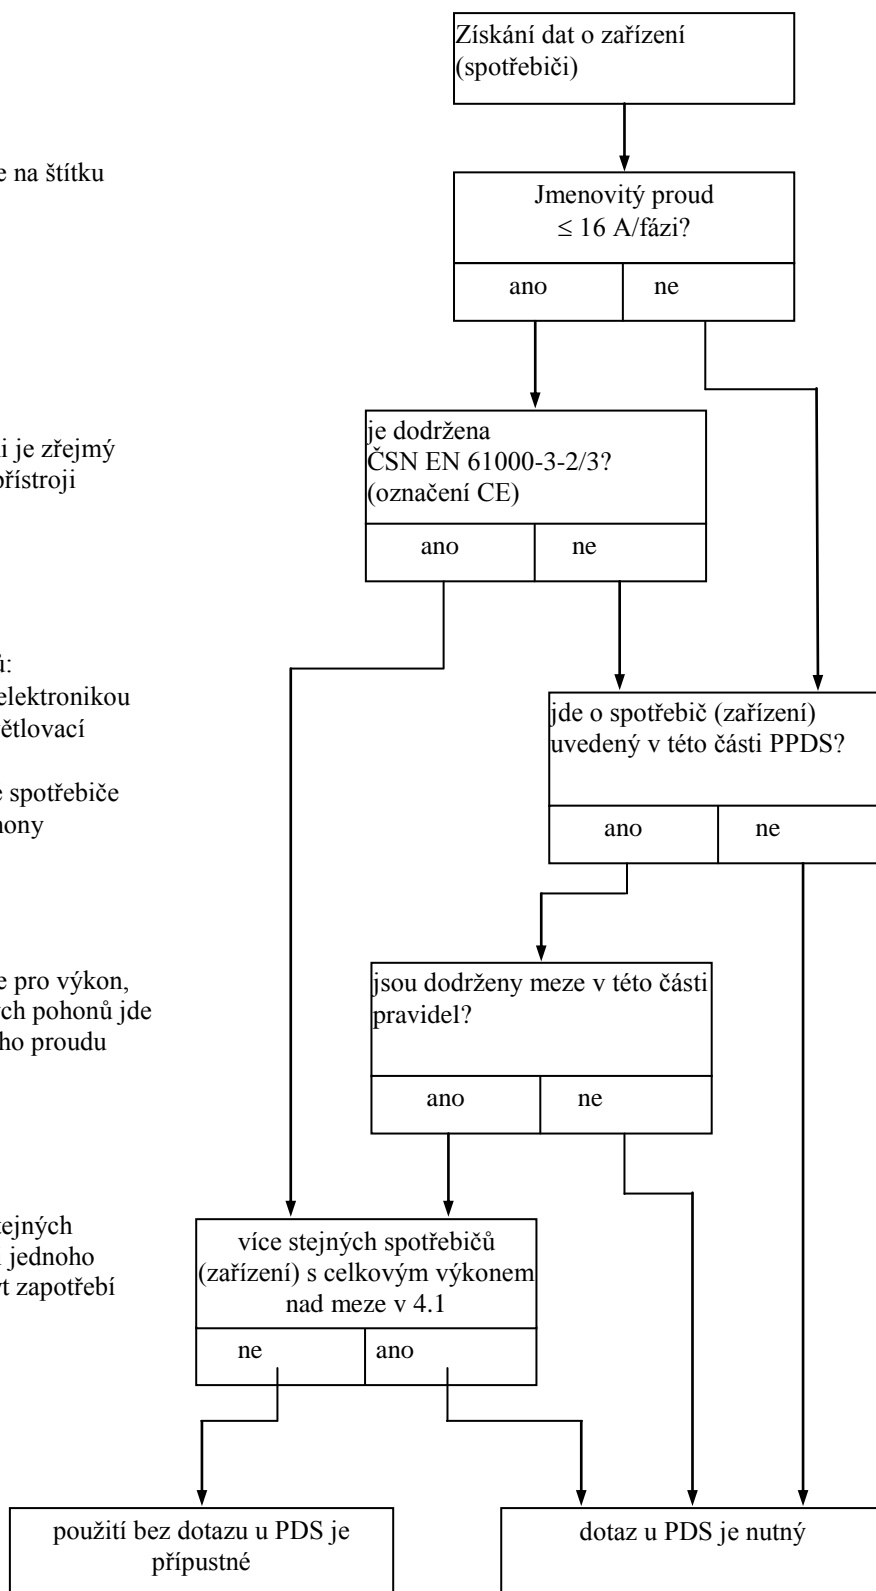 Získání dat o zařízení
(spotřebiči)
e na štítku
Jmenovitý proud
≤ 16 A/fázi?
ano
ne
je dodržena
ČSN EN 61000-3-2/3?
(označení CE)
i je zřejmý
přístroji
ano
ne
ů:
elektronikou
ětlovací
e spotřebiče
hony
jde o spotřebič (zařízení)
uvedený v této části PPDS?
ano
ne
e pro výkon,
ch pohonů jde
ho proudu
jsou dodrženy meze v této části
pravidel?
ano
ne
tejných
jednoho
t zapotřebí
více stejných spotřebičů
(zařízení) s celkovým výkonem
nad meze v 4.1
ne
ano
použití bez dotazu u PDS je
přípustné
dotaz u PDS je nutný